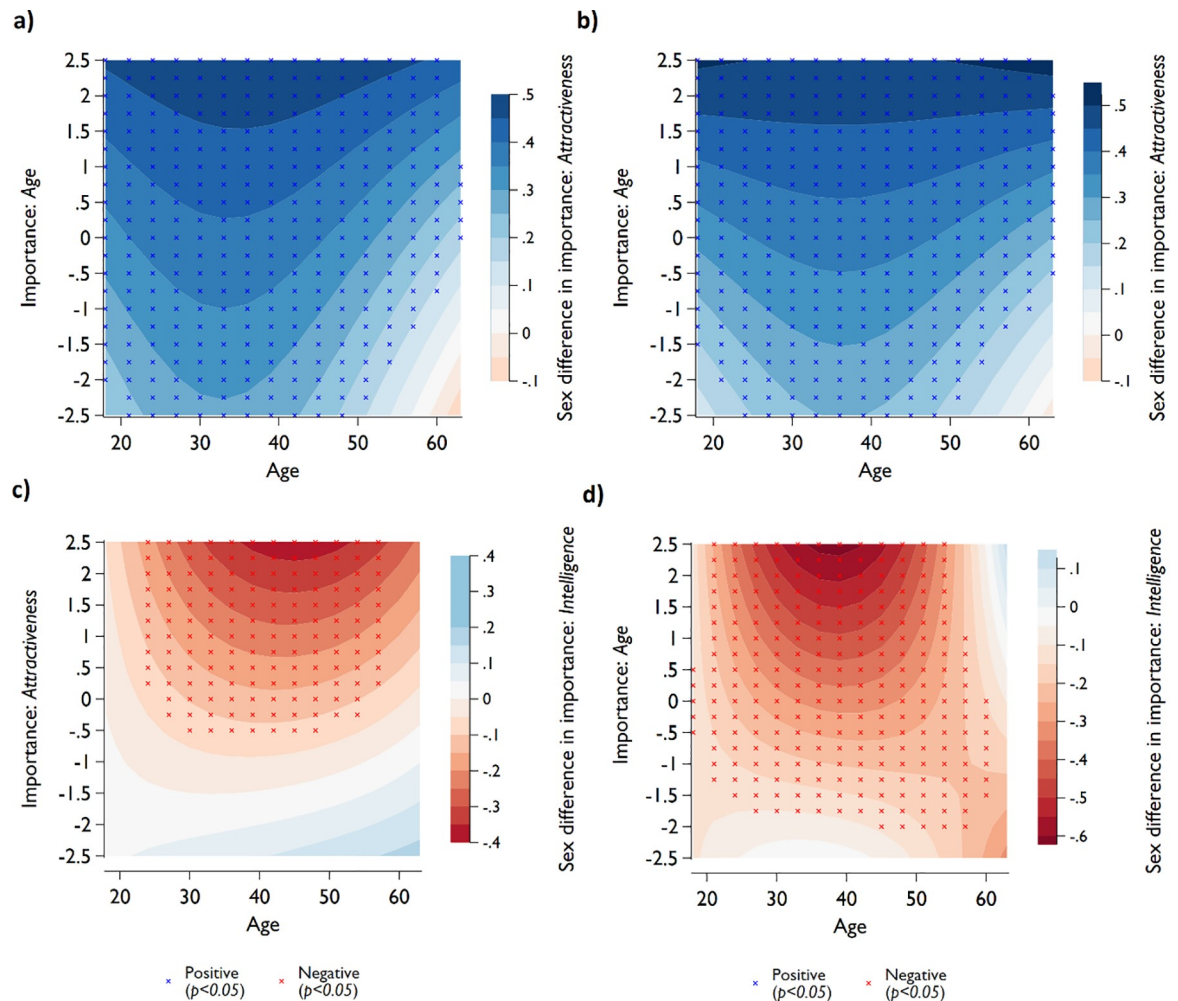 a)
2.5
2
1.5
1
.5
0
-.5
-1
-1.5
-2
-2.5
Importance: Age
20 30 40 50 60
Age
.5
.4
.3
.2
.1
0
-.1
Sex difference in importance: Attractiveness
b)
2.5
2
1.5
1
.5
0
-.5
-1
-1.5
-2
-2.5
Importance: Age
20 30 40 50 60
Age
.5
.4
.3
.2
.1
0
-.1
Sex difference in importance: Attractiveness
c)
2.5
2
1.5
1
.5
0
-.5
-1
-1.5
-2
-2.5
Importance: Attractiveness
20 30 40 50 60
Age
.4
.3
.2
.1
0
-.1
-.2
-.3
-.4
Sex difference in importance: Intelligence
Positive
(p<0.05)
Negative
(p<0.05)
d)
2.5
2
1.5
1
.5
0
-.5
-1
-1.5
-2
-2.5
Importance: Age
20 30 40 50 60
Age
.1
0
-.1
-.2
-.3
-.4
-.5
-.6
Sex difference in importance: Intelligence
Positive
(p<0.05)
Negative
(p<0.05)